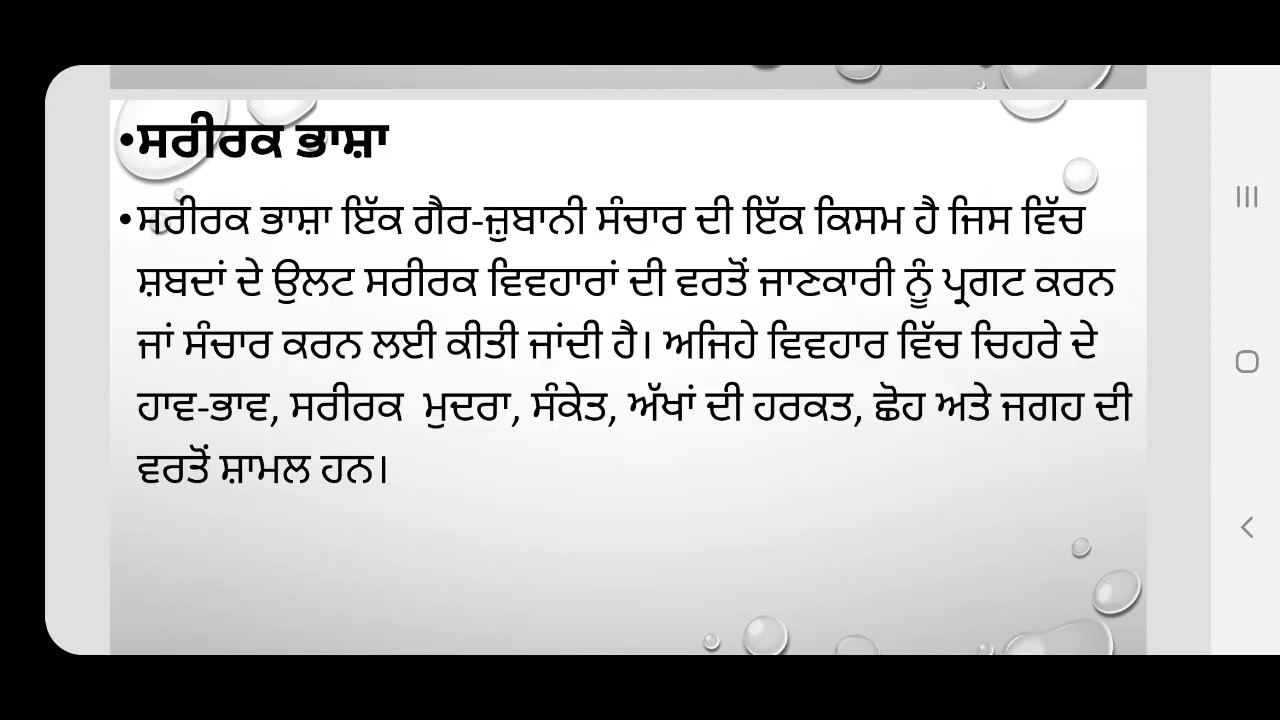 •ਸਰੀਰਕ ਭਾਸ਼ਾ
•ਸਰੀਰਕ ਭਾਸ਼ਾ ਇੱਕ ਗੈਰ-ਜ਼ੁਬਾਨੀ ਸੰਚਾਰ ਦੀ ਇੱਕ ਕਿਸਮ ਹੈ ਜਿਸ ਵਿੱਚ
ਸ਼ਬਦਾਂ ਦੇ ਉਲਟ ਸਰੀਰਕ ਵਿਵਹਾਰਾਂ ਦੀ ਵਰਤੋਂ ਜਾਣਕਾਰੀ ਨੂੰ ਪ੍ਰਗਟ ਕਰਨ
ਜਾਂ ਸੰਚਾਰ ਕਰਨ ਲਈ ਕੀਤੀ ਜਾਂਦੀ ਹੈ। ਅਜਿਹੇ ਵਿਵਹਾਰ ਵਿੱਚ ਚਿਹਰੇ ਦੇ
ਹਾਵ-ਭਾਵ, ਸਰੀਰਕ  ਮੁਦਰਾ, ਸੰਕੇਤ, ਅੱਖਾਂ ਦੀ ਹਰਕਤ, ਛੋਹ ਅਤੇ ਜਗਹ ਦੀ
ਵਰਤੋਂ ਸ਼ਾਮਲ ਹਨ।